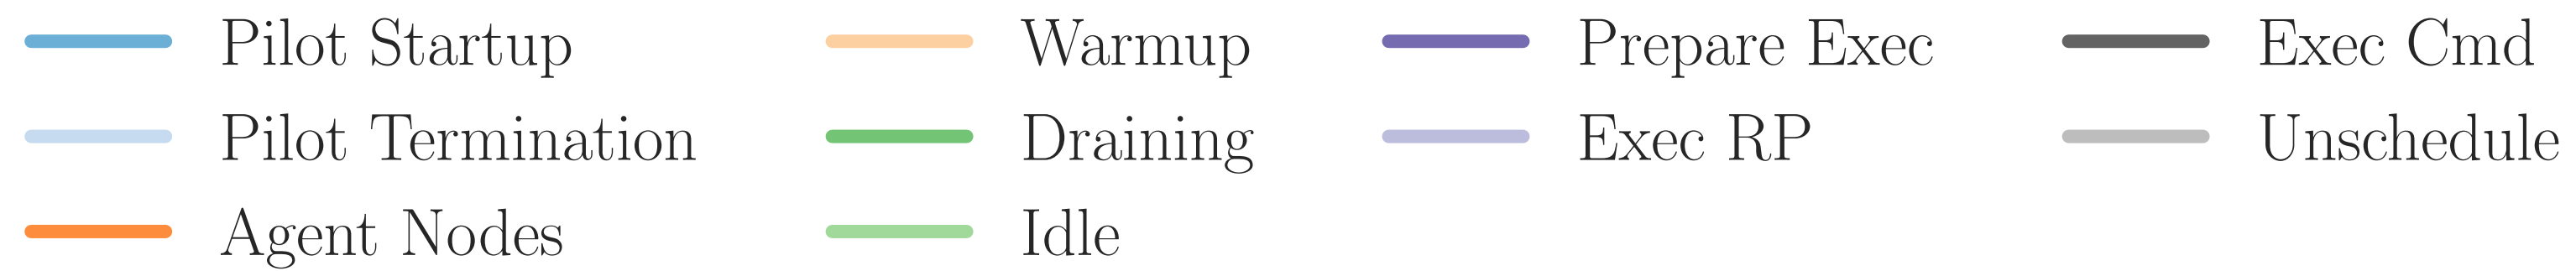 Pilot Startup Warmup Prepare Exec Exec Cmd
Pilot Termination Draining Exec RP Unschedule
Agent Nodes Idle